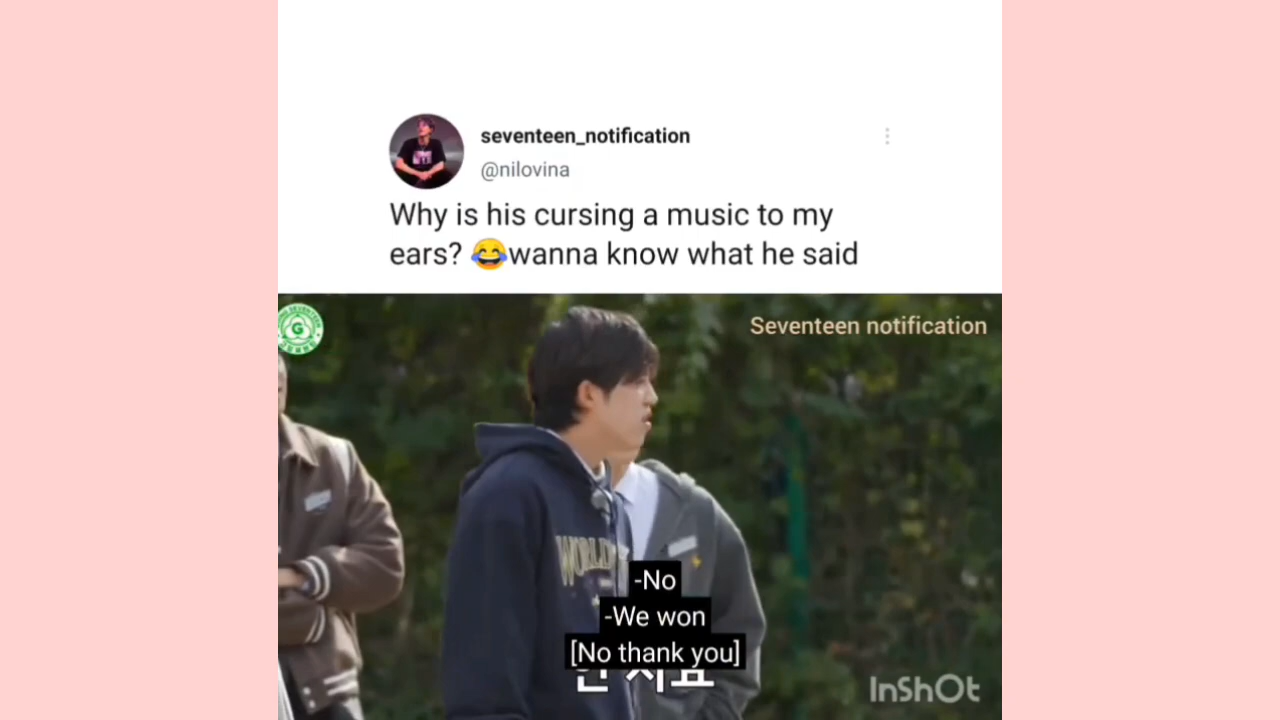 seventeen_notification
@nilovina
Why is his cursing a music to my
ears? 😂wanna know what he said
Seventeen notification
G
WORLD
-No
-We won
[No thank you]
InShOt